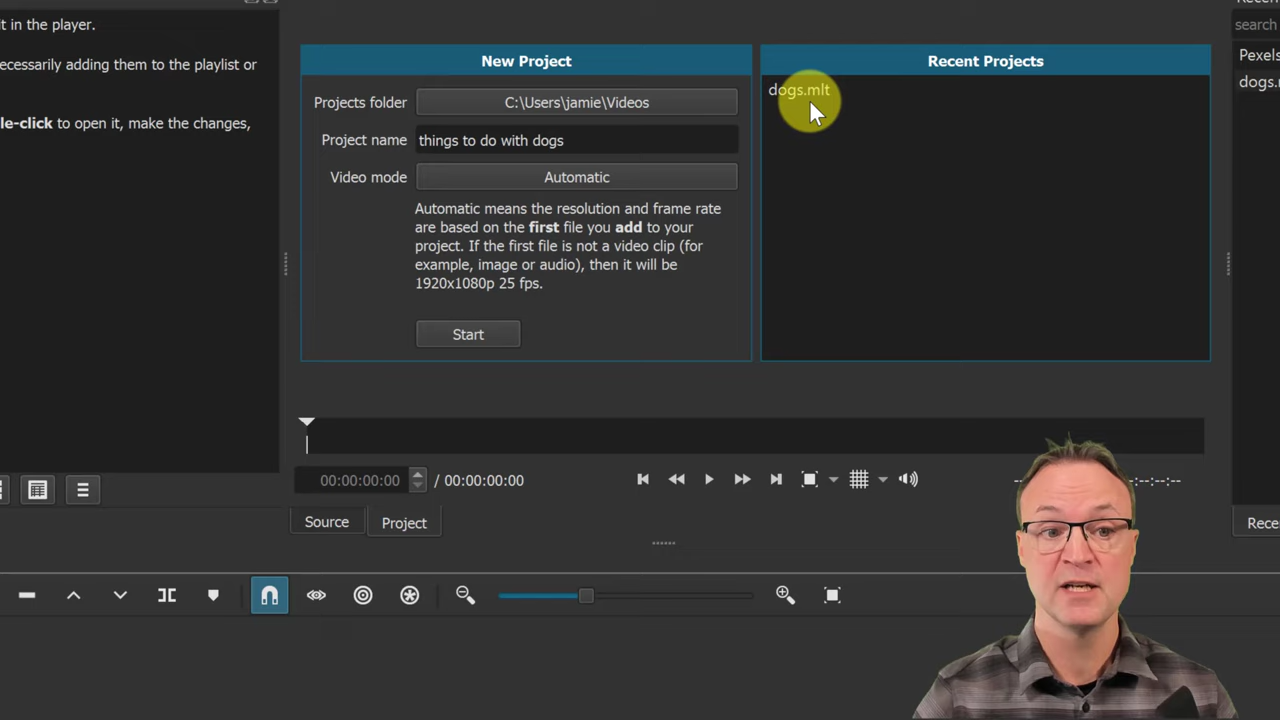 it in the player.
ecessarily adding them to the playlist or
le-click to open it, make the changes,
New Project
Projects folder
C:\Users\jamie\Videos
Project name
things to do with dogs
Video mode
Automatic
Automatic means the resolution and frame rate
are based on the first file you add to your
project. If the first file is not a video clip (for
example, image or audio), then it will be
1920x1080p 25 fps.
Start
Recent Projects
dogs.mlt
search
Pexels
dogs.m
00:00:00:00
/ 00:00:00:00
--:--:--:--
Source
Project
Rece